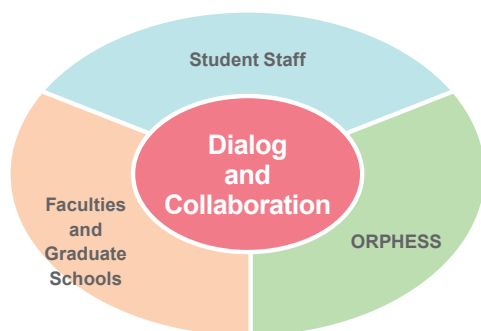 Student Staff
Dialog
and
Collaboration
Faculties
and
Graduate
Schools
ORPHESS